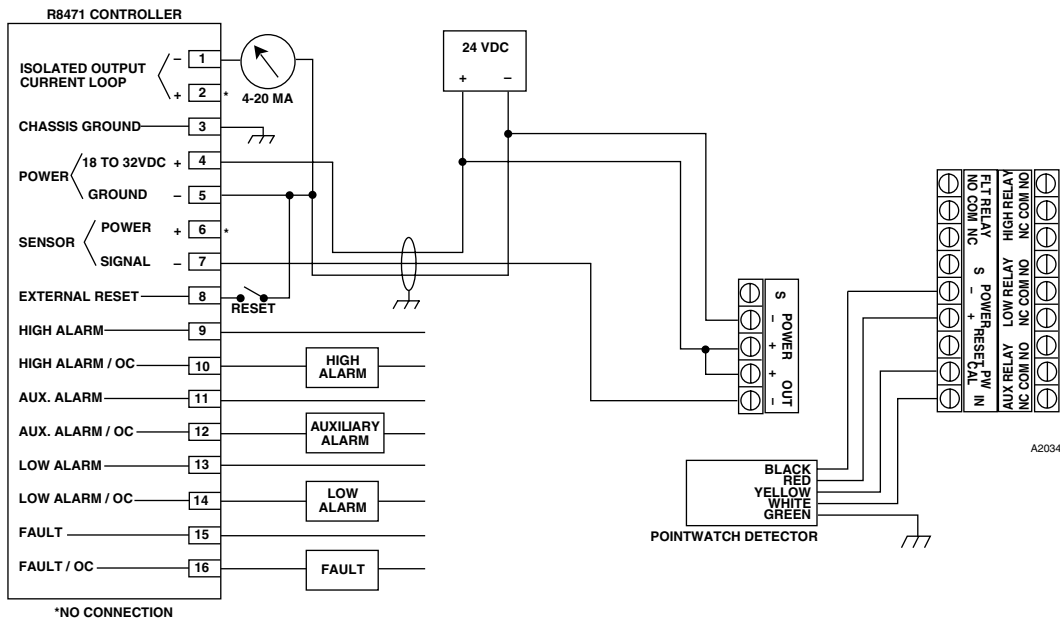 R8471 CONTROLLER
ISOLATED OUTPUT
CURRENT LOOP
– 1
+ 2 *
4-20 MA
CHASSIS GROUND 3
POWER
18 TO 32VDC + 4
GROUND – 5
SENSOR
POWER + 6 *
SIGNAL – 7
EXTERNAL RESET 8
RESET
HIGH ALARM 9
HIGH ALARM / OC 10
HIGH
ALARM
AUX. ALARM 11
AUX. ALARM / OC 12
AUXILIARY
ALARM
LOW ALARM 13
LOW ALARM / OC 14
LOW
ALARM
FAULT 15
FAULT / OC 16
FAULT
*NO CONNECTION
24 VDC
+ –
S
– POWER +
+ OUT –
FLT RELAY
NO COM NC
S
– POWER +
RESET
CAL
PW IN
HIGH RELAY
NC COM NO
LOW RELAY
NC COM NO
AUX RELAY
NC COM NO
A2034
BLACK
RED
YELLOW
WHITE
GREEN
POINTWATCH DETECTOR